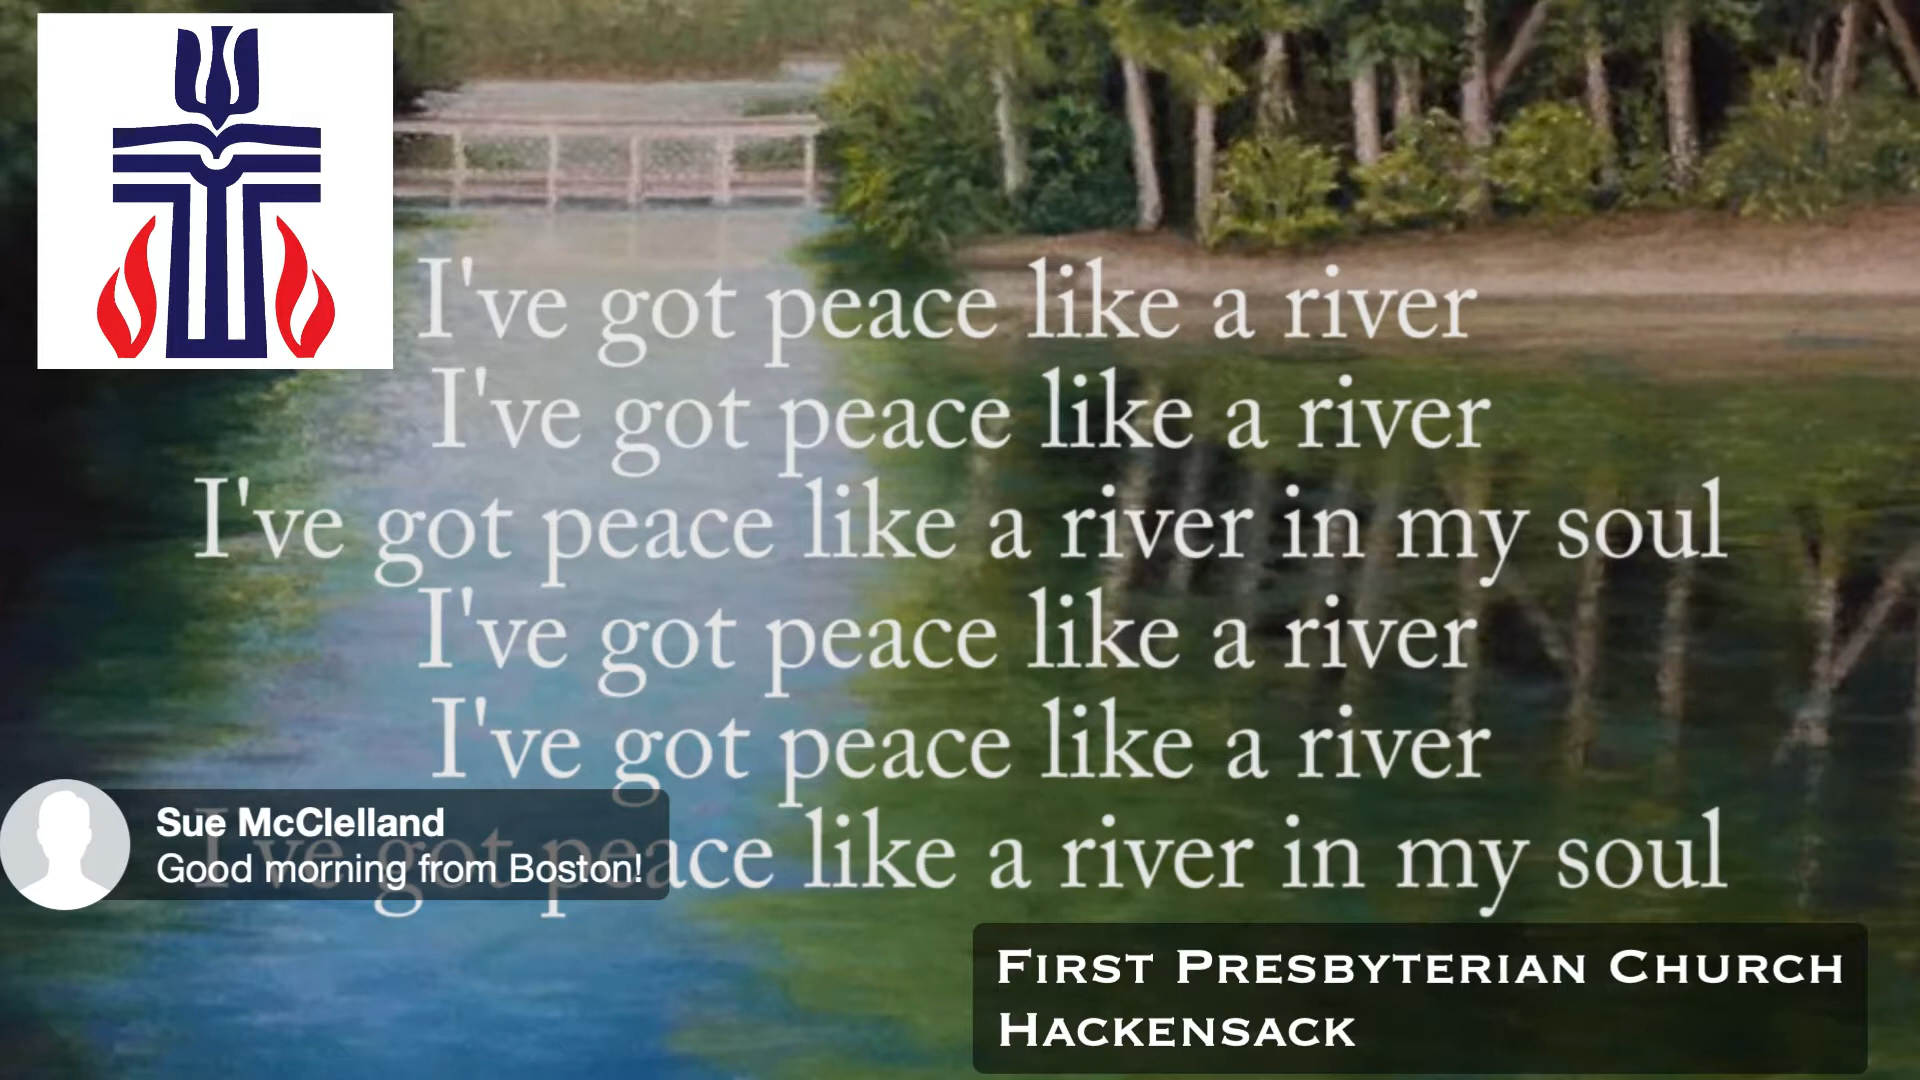 I've got peace like a river
I've got peace like a river
I've got peace like a river in my soul
I've got peace like a river
I've got peace like a river
I've got peace like a river in my soul
Sue McClelland
Good morning from Boston!
First Presbyterian Church
Hackensack